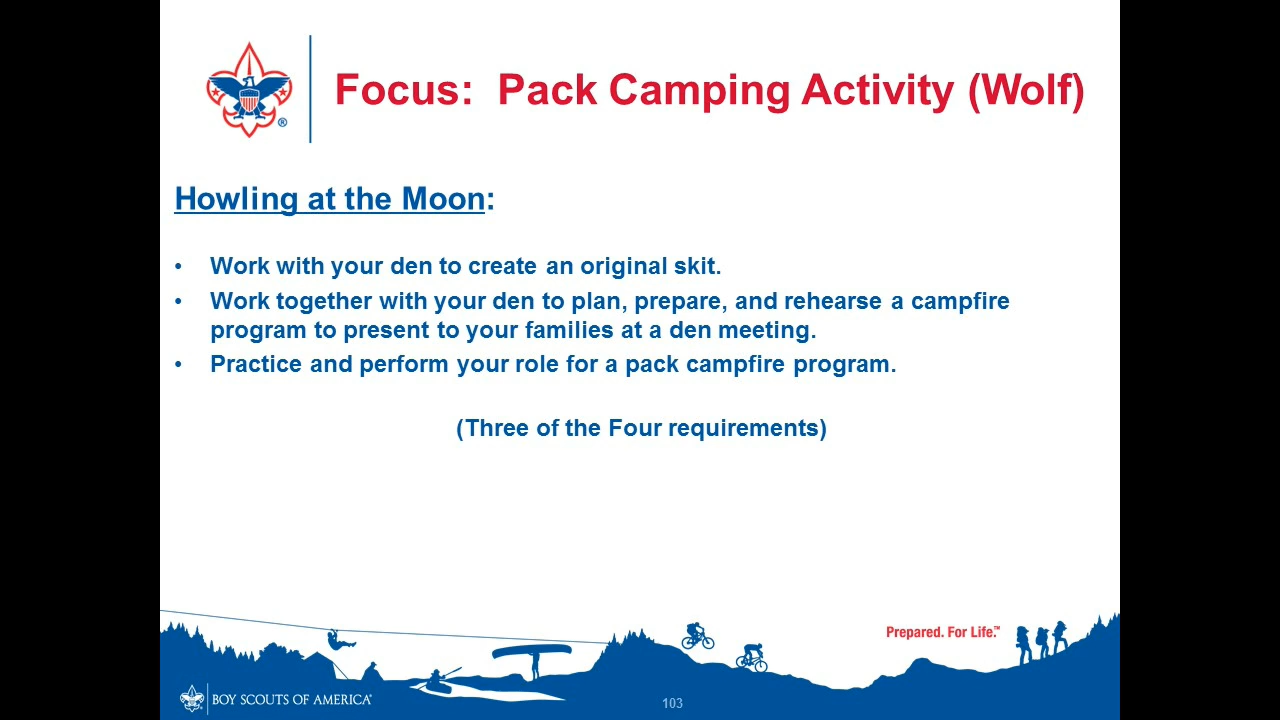 Focus:  Pack Camping Activity (Wolf)
®
Howling at the Moon:
• Work with your den to create an original skit.
• Work together with your den to plan, prepare, and rehearse a campfire
program to present to your families at a den meeting.
• Practice and perform your role for a pack campfire program.
(Three of the Four requirements)
Prepared. For Life.™
BOY SCOUTS OF AMERICA®
103